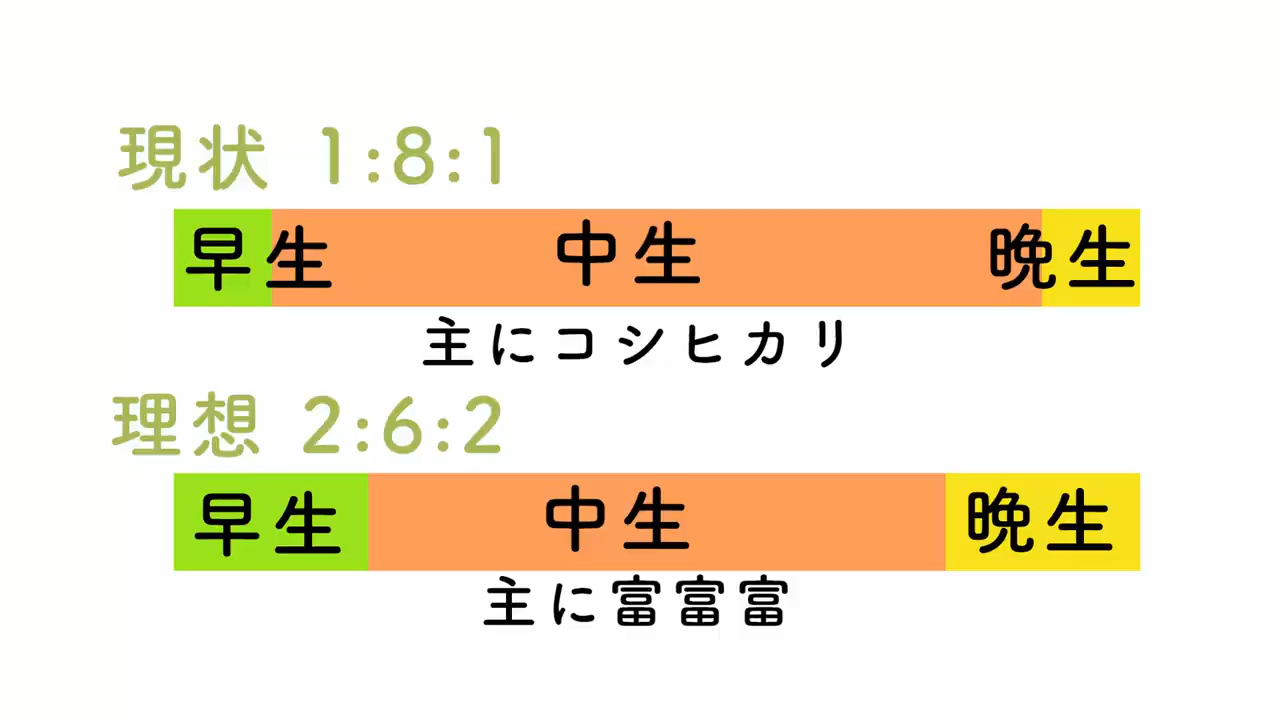 現状 1:8:1
早生 中生 晩生
主にコシヒカリ
理想 2:6:2
早生 中生 晩生
主に富富富